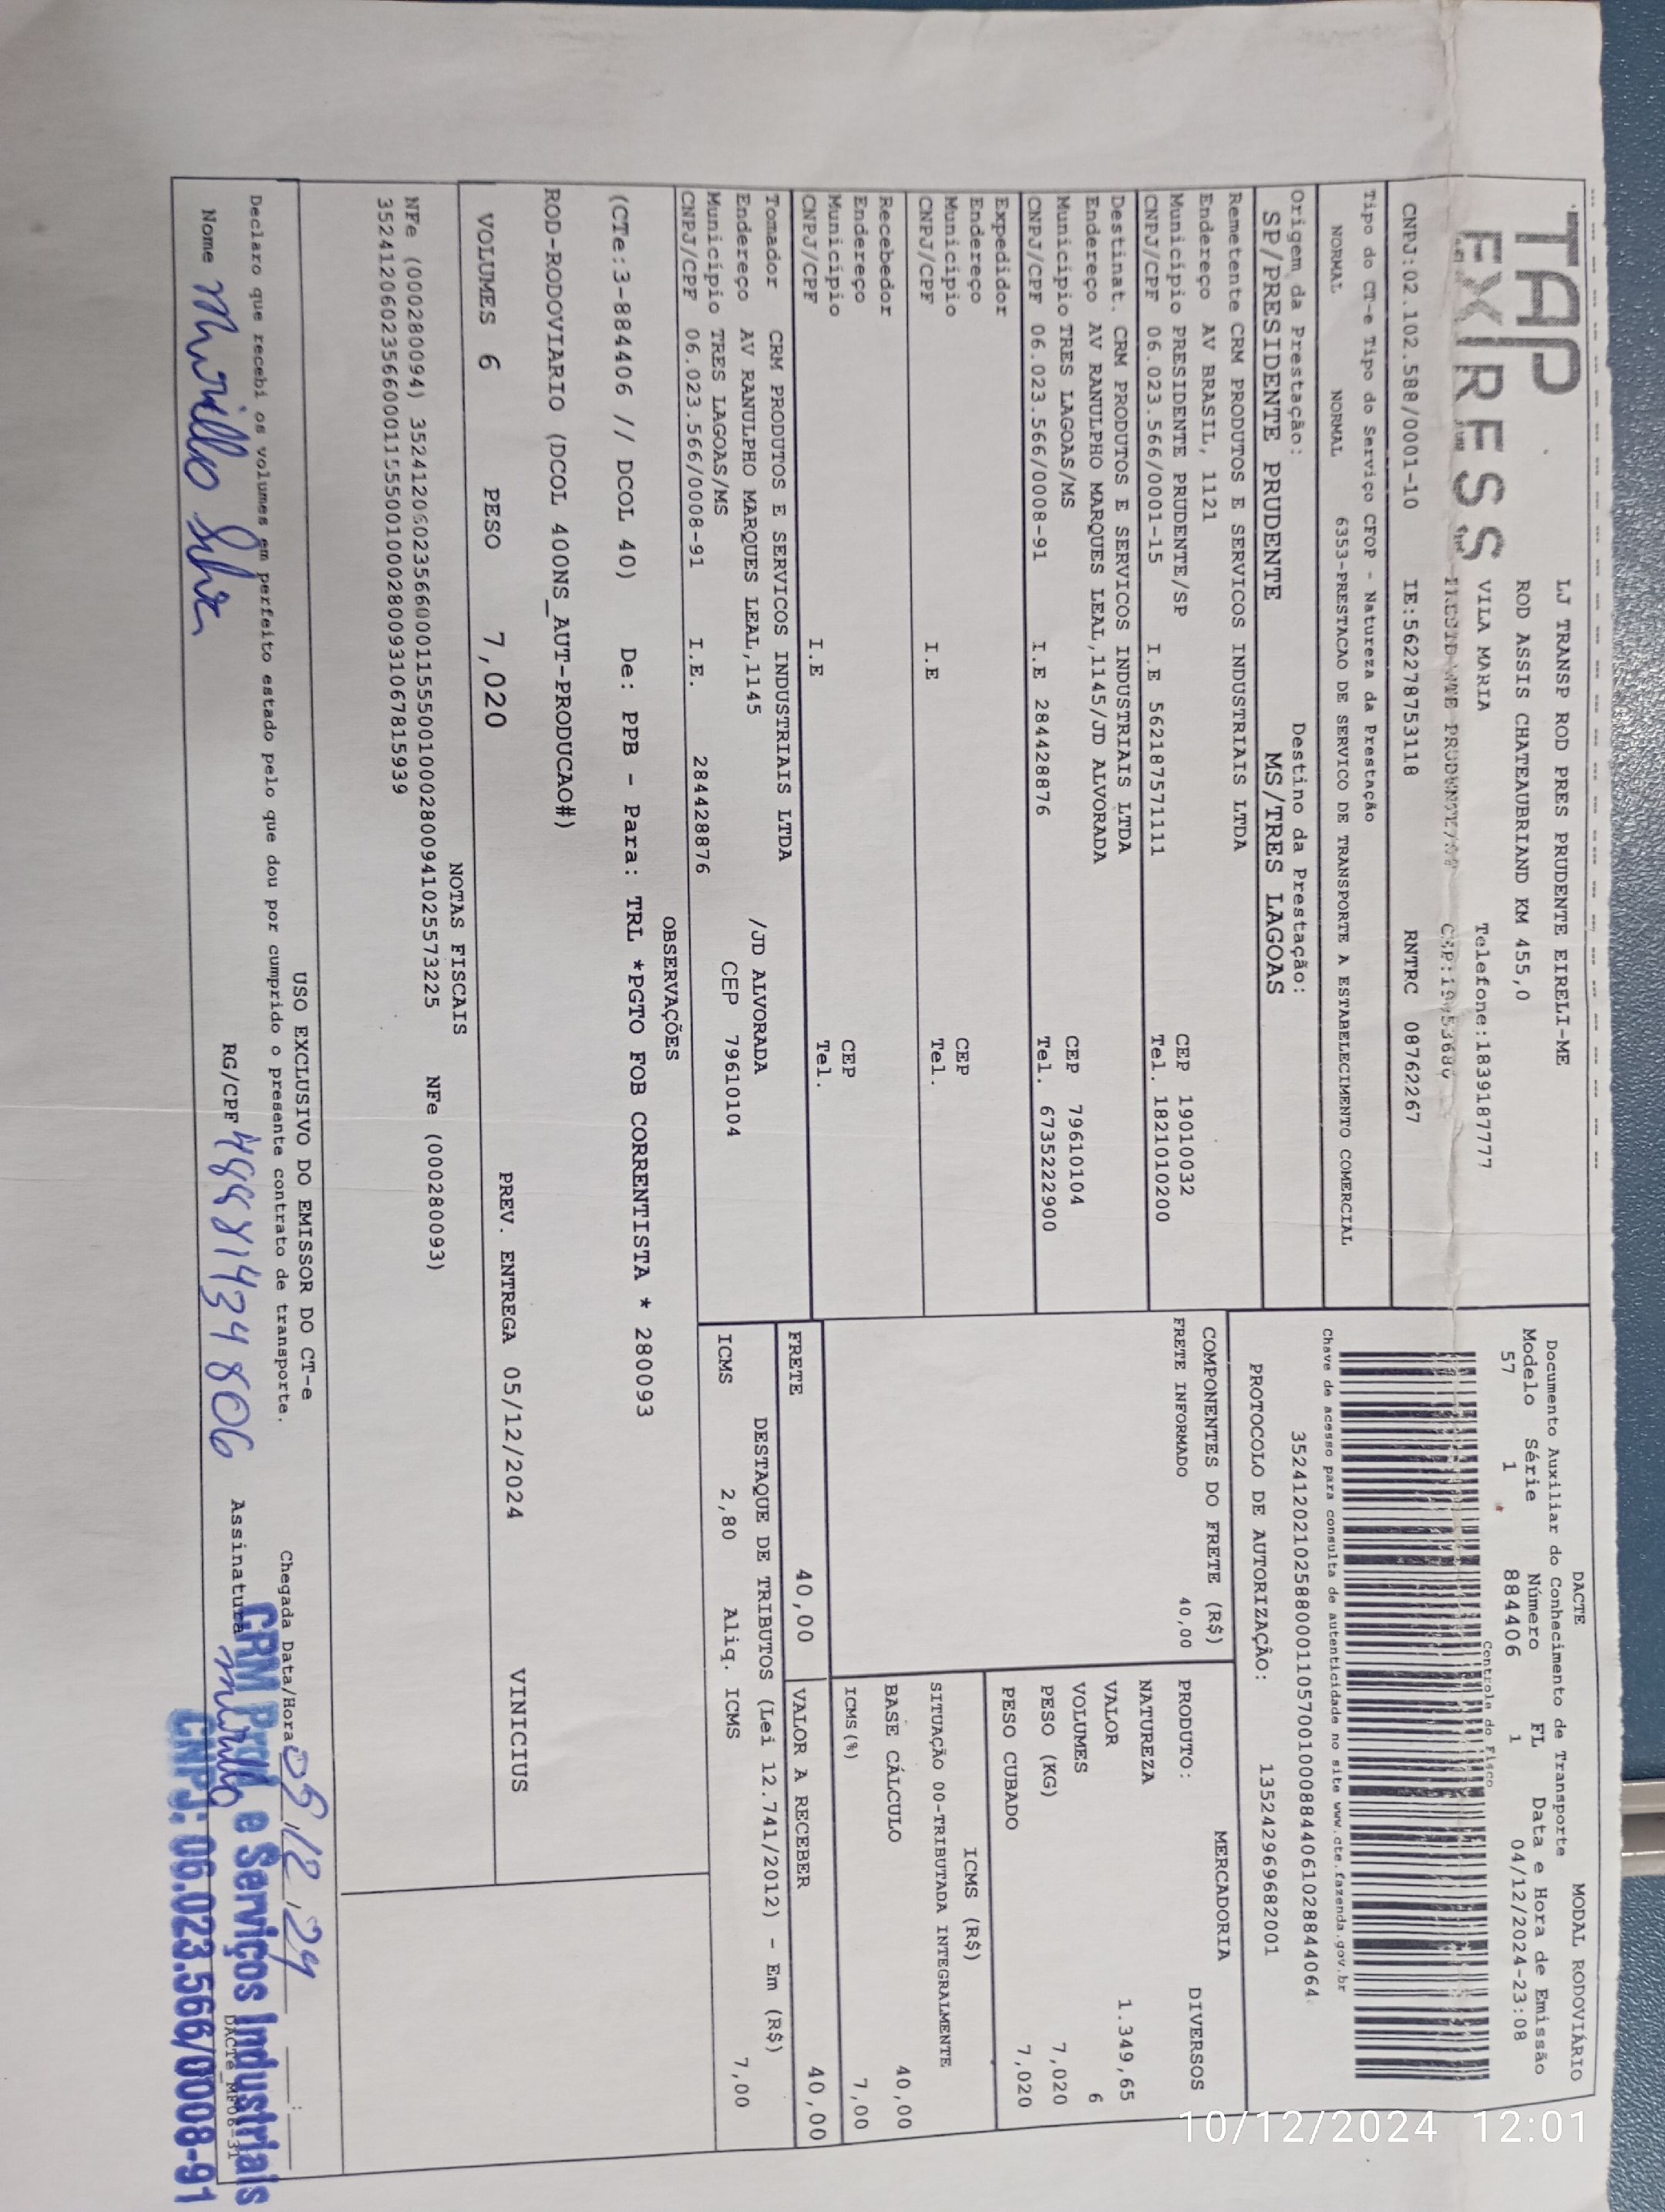 TAP
EXPRESS
LJ TRANSP ROD PRES PRUDENTE EIRELI-ME
ROD ASSIS CHATEAUBRIAND KM 455,0
VILA MARIA Telefone:1839187777
CNPJ:02.102.588/0001-10 IE:562278753118 RNTRC 08762267
Tipo do CT-e Tipo do Serviço CFOP - Natureza da Prestação
NORMAL NORMAL 6353-PRESTACAO DE SERVICO DE TRANSPORTE A ESTABELECIMENTO COMERCIAL
Origem da Prestação: Destino da Prestação:
SP/PRESIDENTE PRUDENTE MS/TRES LAGOAS
DACTE MODAL RODOVIÁRIO
Documento Auxiliar do Conhecimento de Transporte
Modelo Série Número FL Data e Hora de Emissão
57 1 884406 1 04/12/2024-23:08
Controle do Fisco
Chave de acesso para consulta de autenticidade no site www.cte.fazenda.gov.br
35241202102588000110570010008844061028844064
PROTOCOLO DE AUTORIZAÇÃO: 135242969682001
Remetente CRM PRODUTOS E SERVICOS INDUSTRIAIS LTDA
Endereço AV BRASIL, 1121
Município PRESIDENTE PRUDENTE/SP CEP 19010032
CNPJ/CPF 06.023.566/0001-15 I.E 562187571111 Tel. 1821010200
Destinat. CRM PRODUTOS E SERVICOS INDUSTRIAIS LTDA
Endereço AV RANULPHO MARQUES LEAL,1145/JD ALVORADA
Município TRES LAGOAS/MS CEP 79610104
CNPJ/CPF 06.023.566/0008-91 I.E 284428876 Tel. 6735222900
Expedidor
Endereço
Município CEP
CNPJ/CPF I.E Tel.
Recebedor
Endereço
Município CEP
CNPJ/CPF I.E Tel.
Tomador CRM PRODUTOS E SERVICOS INDUSTRIAIS LTDA
Endereço AV RANULPHO MARQUES LEAL,1145 /JD ALVORADA
Município TRES LAGOAS/MS CEP 79610104
CNPJ/CPF 06.023.566/0008-91 I.E. 284428876
COMPONENTES DO FRETE (R$)
FRETE INFORMADO 40,00
MERCADORIA
PRODUTO: DIVERSOS
NATUREZA
VALOR 1.349,65
VOLUMES 6
PESO (KG) 7,020
PESO CUBADO 7,020
ICMS (R$)
SITUAÇÃO 00-TRIBUTADA INTEGRALMENTE
BASE CÁLCULO 40,00
ICMS(%) 7,00
FRETE 40,00 VALOR A RECEBER 40,00
DESTAQUE DE TRIBUTOS (Lei 12.741/2012) - Em (R$)
ICMS 2,80 Aliq. ICMS 7,00
OBSERVAÇÕES
(CTe:3-884406 // DCOL 40) De: PPB - Para: TRL *PGTO FOB CORRENTISTA * 280093
ROD-RODOVIARIO (DCOL 400NS_AUT-PRODUCAO#)
VOLUMES 6 PESO 7,020 PREV. ENTREGA 05/12/2024 VINICIUS
NOTAS FISCAIS
NFe (000280094) 35241206023566000115550010002800941025573225 NFe (000280093)
35241206023566000115550010002800931067815939
USO EXCLUSIVO DO EMISSOR DO CT-e
Declaro que recebi os volumes em perfeito estado pelo que dou por cumprido o presente contrato de transporte.
Chegada Data/Hora 05/12/24
Nome Murillo Silva RG/CPF 48881434806 Assinatura Murillo
CRM Prod. e Serviços Industriais
CNPJ: 06.023.566/0008-91
10/12/2024 12:01